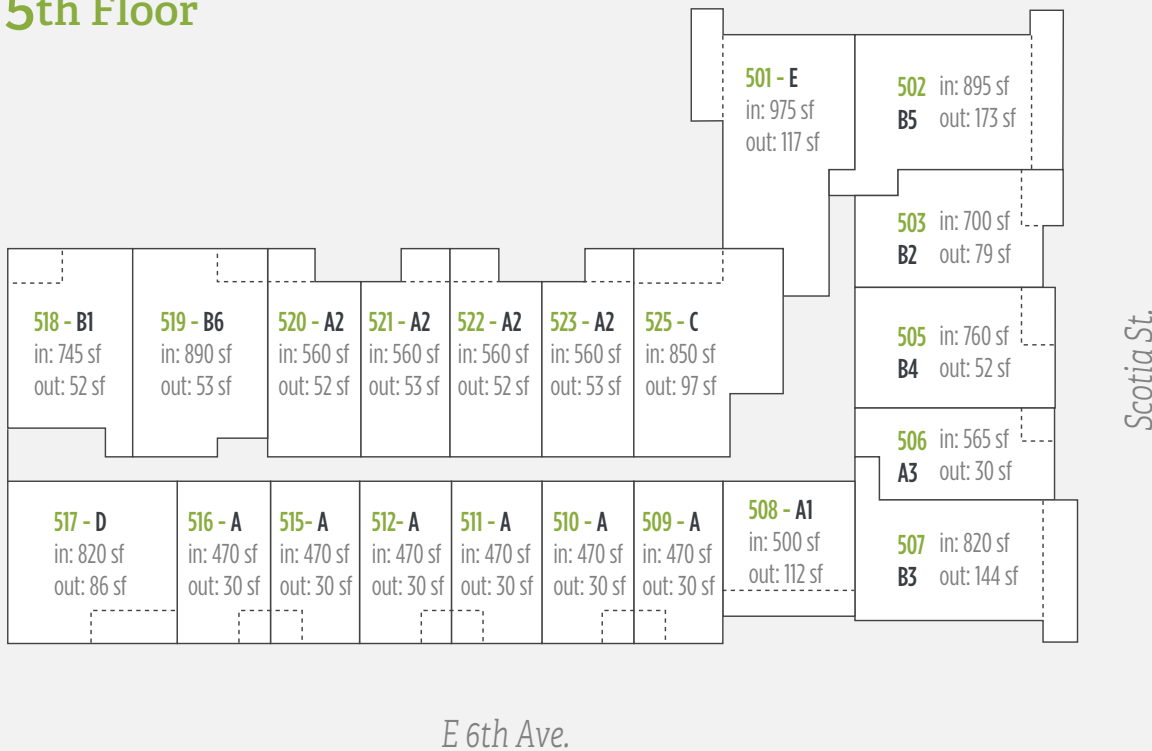 5th Floor
501 - E
in: 975 sf
out: 117 sf
502 in: 895 sf
B5 out: 173 sf
503 in: 700 sf
B2 out: 79 sf
505 in: 760 sf
B4 out: 52 sf
506 in: 565 sf
A3 out: 30 sf
507 in: 820 sf
B3 out: 144 sf
518 - B1
in: 745 sf
out: 52 sf
519 - B6
in: 890 sf
out: 53 sf
520 - A2
in: 560 sf
out: 52 sf
521 - A2
in: 560 sf
out: 53 sf
522 - A2
in: 560 sf
out: 52 sf
523 - A2
in: 560 sf
out: 53 sf
525 - C
in: 850 sf
out: 97 sf
517 - D
in: 820 sf
out: 86 sf
516 - A
in: 470 sf
out: 30 sf
515- A
in: 470 sf
out: 30 sf
512- A
in: 470 sf
out: 30 sf
511 - A
in: 470 sf
out: 30 sf
510 - A
in: 470 sf
out: 30 sf
509 - A
in: 470 sf
out: 30 sf
508 - A1
in: 500 sf
out: 112 sf
Scotia St.
E 6th Ave.